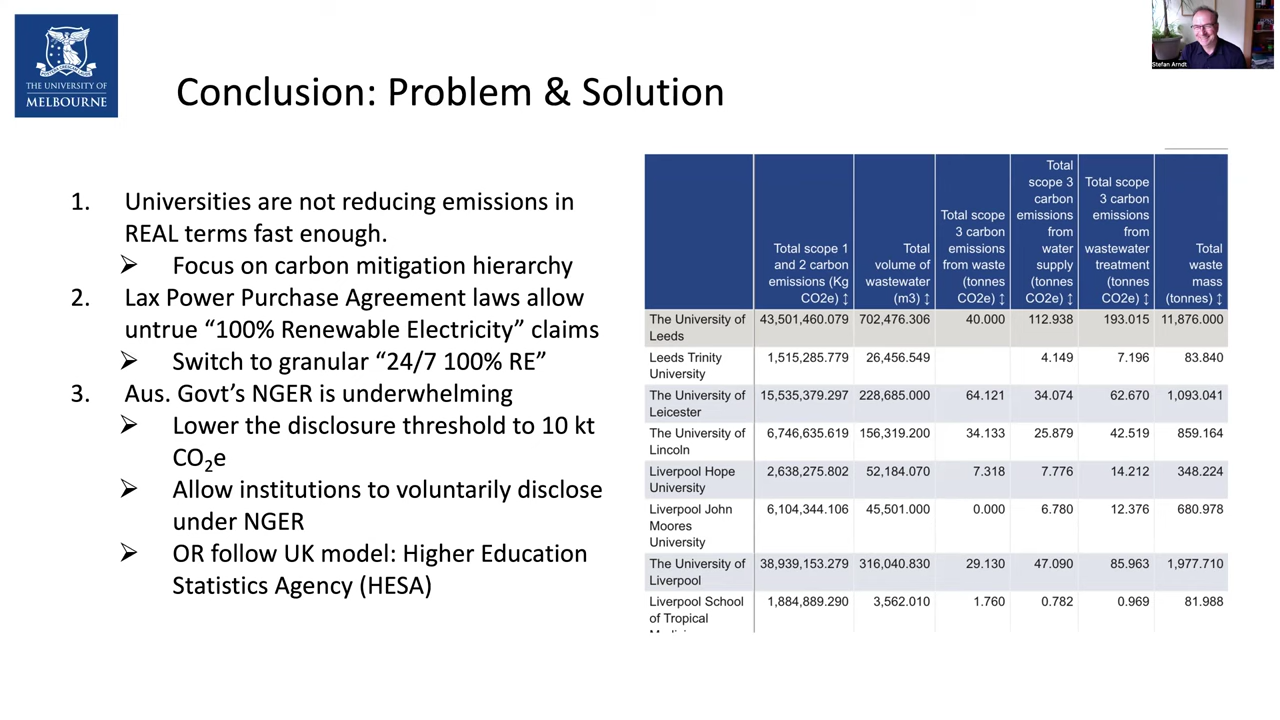 THE UNIVERSITY OF
MELBOURNE
Conclusion: Problem & Solution
Stefan Arndt
1. Universities are not reducing emissions in
REAL terms fast enough.
➢ Focus on carbon mitigation hierarchy
2. Lax Power Purchase Agreement laws allow
untrue “100% Renewable Electricity” claims
➢ Switch to granular “24/7 100% RE”
3. Aus. Govt’s NGER is underwhelming
➢ Lower the disclosure threshold to 10 kt
CO₂e
➢ Allow institutions to voluntarily disclose
under NGER
➢ OR follow UK model: Higher Education
Statistics Agency (HESA)
Total scope 1
and 2 carbon
emissions (Kg
CO2e) ↕
Total
volume of
wastewater
(m3) ↕
Total scope
3 carbon
emissions
from waste
(tonnes
CO2e) ↕
Total
scope 3
carbon
emissions
from
water
supply
(tonnes
CO2e) ↕
Total scope
3 carbon
emissions
from
wastewater
treatment
(tonnes
CO2e) ↕
Total
waste
mass
(tonnes) ↕
The University of 43,501,460.079 702,476.306 40.000 112.938 193.015 11,876.000
Leeds
Leeds Trinity 1,515,285.779 26,456.549 4.149 7.196 83.840
University
The University of 15,535,379.297 228,685.000 64.121 34.074 62.670 1,093.041
Leicester
The University of 6,746,635.619 156,319.200 34.133 25.879 42.519 859.164
Lincoln
Liverpool Hope 2,638,275.802 52,184.070 7.318 7.776 14.212 348.224
University
Liverpool John 6,104,344.106 45,501.000 0.000 6.780 12.376 680.978
Moores
University
The University of 38,939,153.279 316,040.830 29.130 47.090 85.963 1,977.710
Liverpool
Liverpool School 1,884,889.290 3,562.010 1.760 0.782 0.969 81.988
of Tropical